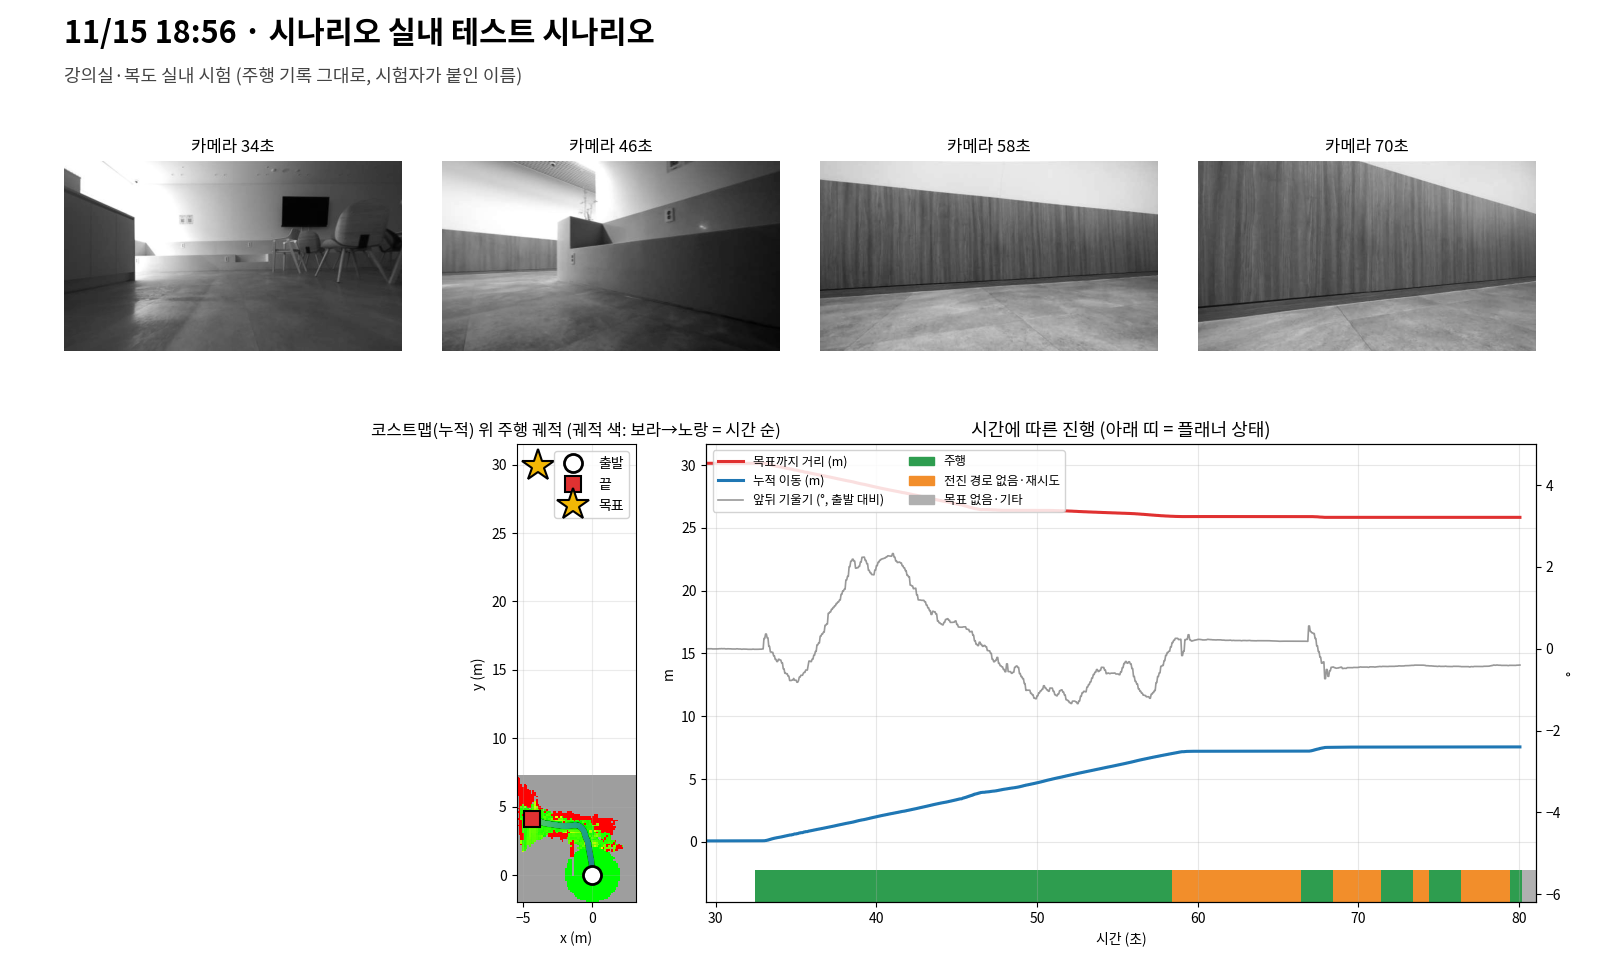 11/15 18:56 · 시나리오 실내 테스트 시나리오
강의실·복도 실내 시험 (주행 기록 그대로, 시험자가 붙인 이름)
카메라 34초
카메라 46초
카메라 58초
카메라 70초
코스트맵(누적) 위 주행 궤적 (궤적 색: 보라→노랑 = 시간 순)
출발
끝
목표
30
25
20
15
10
5
0
y (m)
−5
0
x (m)
시간에 따른 진행 (아래 띠 = 플래너 상태)
목표까지 거리 (m)
누적 이동 (m)
앞뒤 기울기 (°, 출발 대비)
주행
전진 경로 없음·재시도
목표 없음·기타
30
25
20
15
10
5
0
m
4
2
0
−2
−4
−6
°
30
40
50
60
70
80
시간 (초)